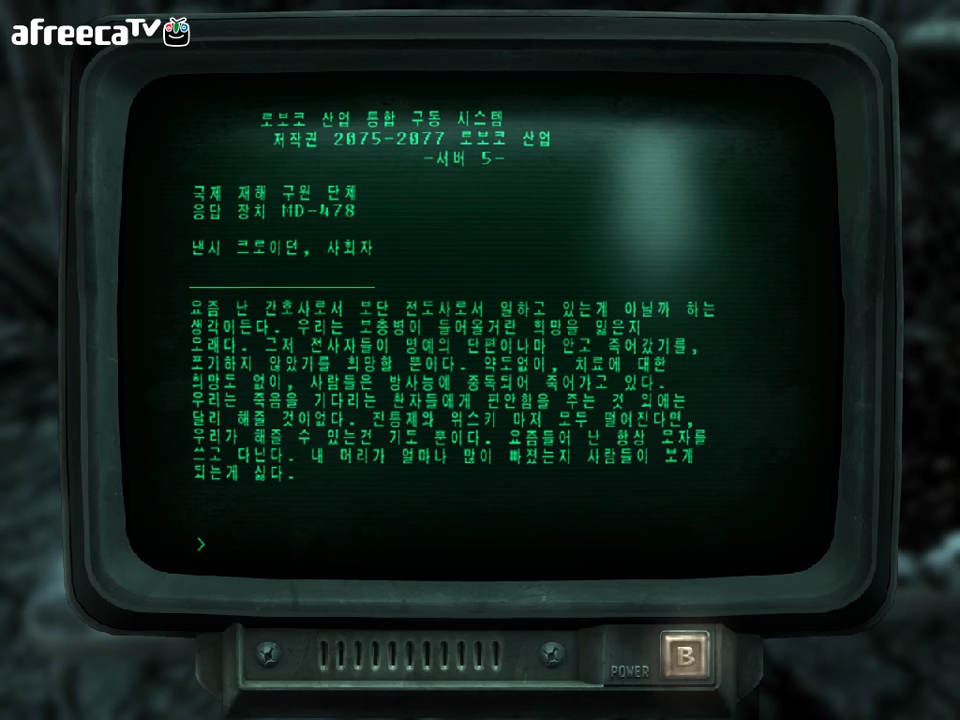 afreecaTV
로보코 산업 통합 구동 시스템
저작권 2075-2077 로보코 산업
-서버 5-
국제 재해 구원 단체
응답 장치 MD-478
낸시 크로이던, 사회자
요즘 난 간호사로서 보단 전도사로서 일하고 있는게 아닐까 하는
생각이든다. 우리는 보충병이 들어올거란 희망을 잃은지
오래다. 그저 전사자들이 명예의 단편이나마 안고 죽어갔기를,
포기하지 않았기를 희망할 뿐이다. 약도없이, 치료에 대한
희망도 없이, 사람들은 방사능에 중독되어 죽어가고 있다.
우리는 죽음을 기다리는 환자들에게 편안함을 주는 것 외에는
달리 해줄 것이없다. 진통제와 위스키 마저 모두 떨어진다면,
우리가 해줄 수 있는건 기도 뿐이다. 요즘들어 난 항상 모자를
쓰고 다닌다. 내 머리가 얼마나 많이 빠졌는지 사람들이 보게
되는게 싫다.
>
POWER B